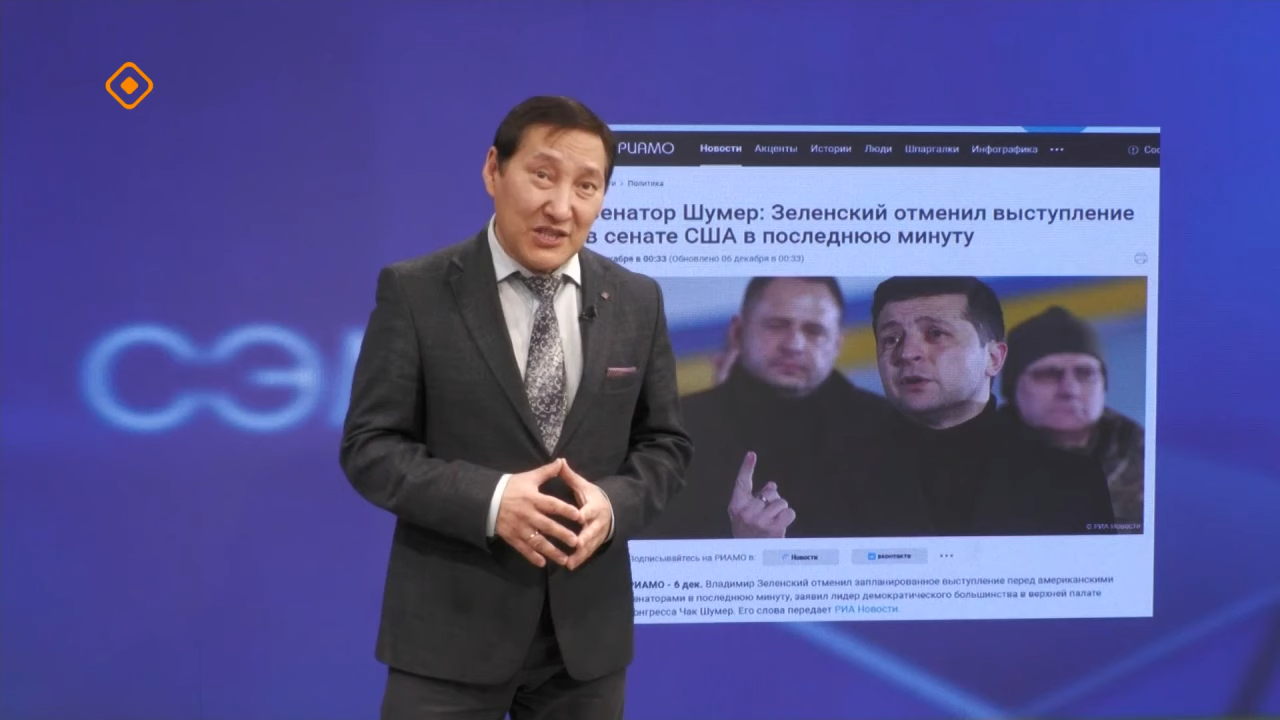 РИАМО Новости Акценты Истории Люди Шпаргалки Инфографика
Политика
енатор Шумер: Зеленский отменил выступление
в сенате США в последнюю минуту
кабря в 00:33 (Обновлено 06 декабря в 00:33)
СЭ
© РИА Новости
Подписывайтесь на РИАМО в: Новости вконтакте
РИАМО - 6 дек. Владимир Зеленский отменил запланированное выступление перед американскими
енаторами в последнюю минуту, заявил лидер демократического большинства в верхней палате
онгресса Чак Шумер. Его слова передает РИА Новости.